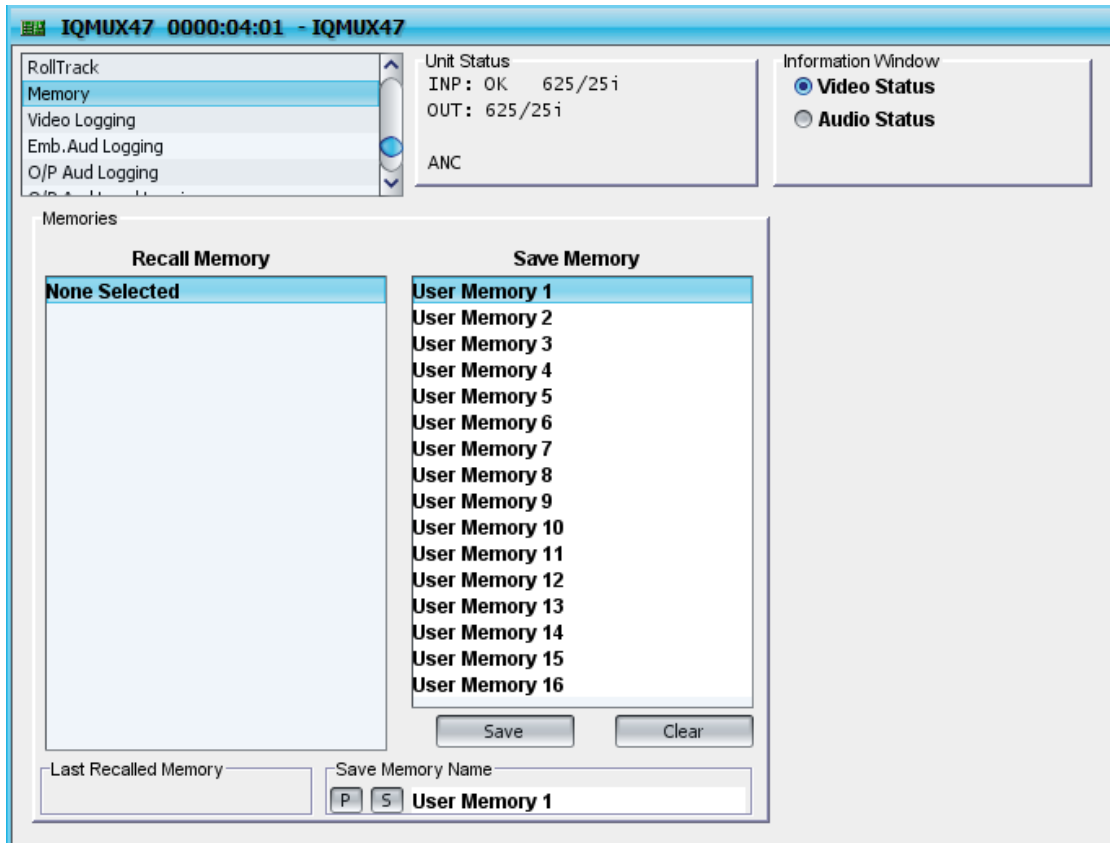 IQMUX47 0000:04:01 - IQMUX47
RollTrack
Memory
Video Logging
Emb.Aud Logging
O/P Aud Logging
Unit Status
INP: OK 625/25i
OUT: 625/25i
ANC
Information Window
Video Status
Audio Status
Memories
Recall Memory
None Selected
Save Memory
User Memory 1
User Memory 2
User Memory 3
User Memory 4
User Memory 5
User Memory 6
User Memory 7
User Memory 8
User Memory 9
User Memory 10
User Memory 11
User Memory 12
User Memory 13
User Memory 14
User Memory 15
User Memory 16
Save Clear
Last Recalled Memory
Save Memory Name
P S User Memory 1